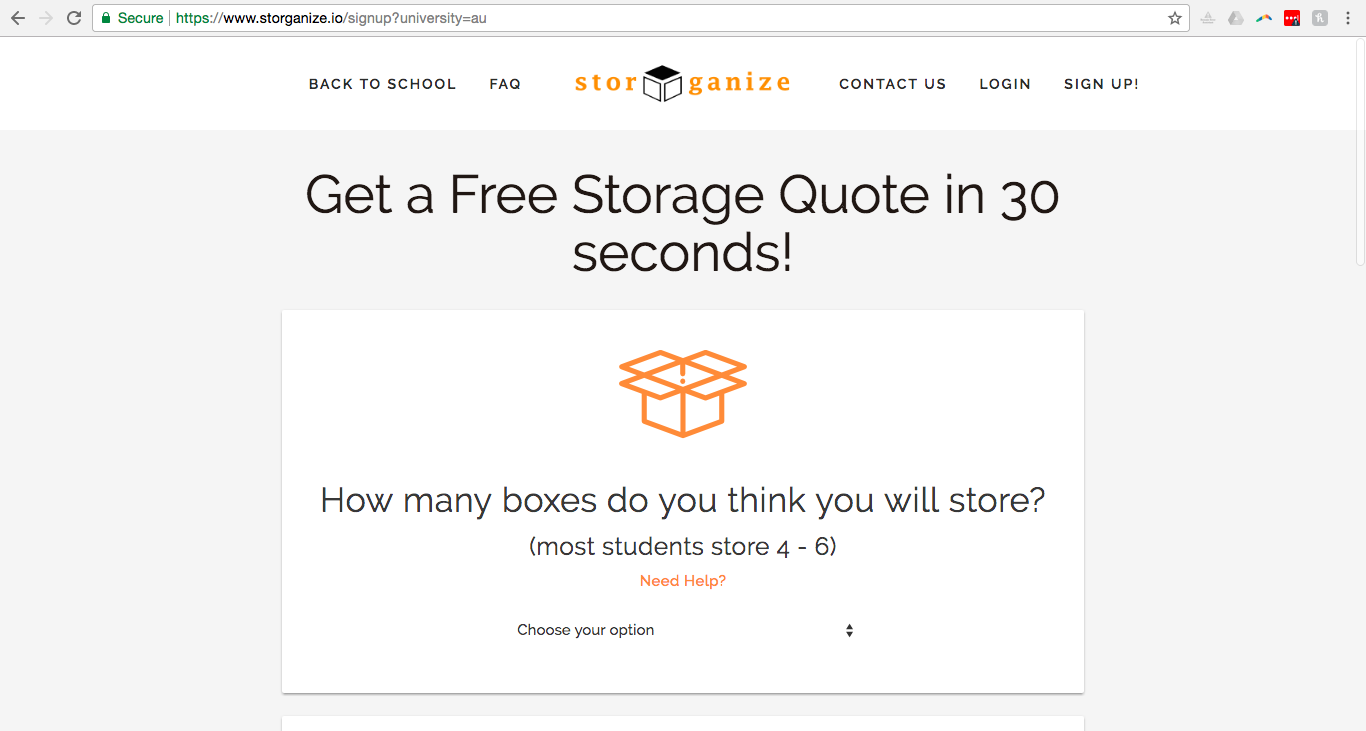 Secure https://www.storganize.io/signup?university=au
BACK TO SCHOOL FAQ stor ganize CONTACT US LOGIN SIGN UP!
Get a Free Storage Quote in 30
seconds!
How many boxes do you think you will store?
(most students store 4 - 6)
Need Help?
Choose your option